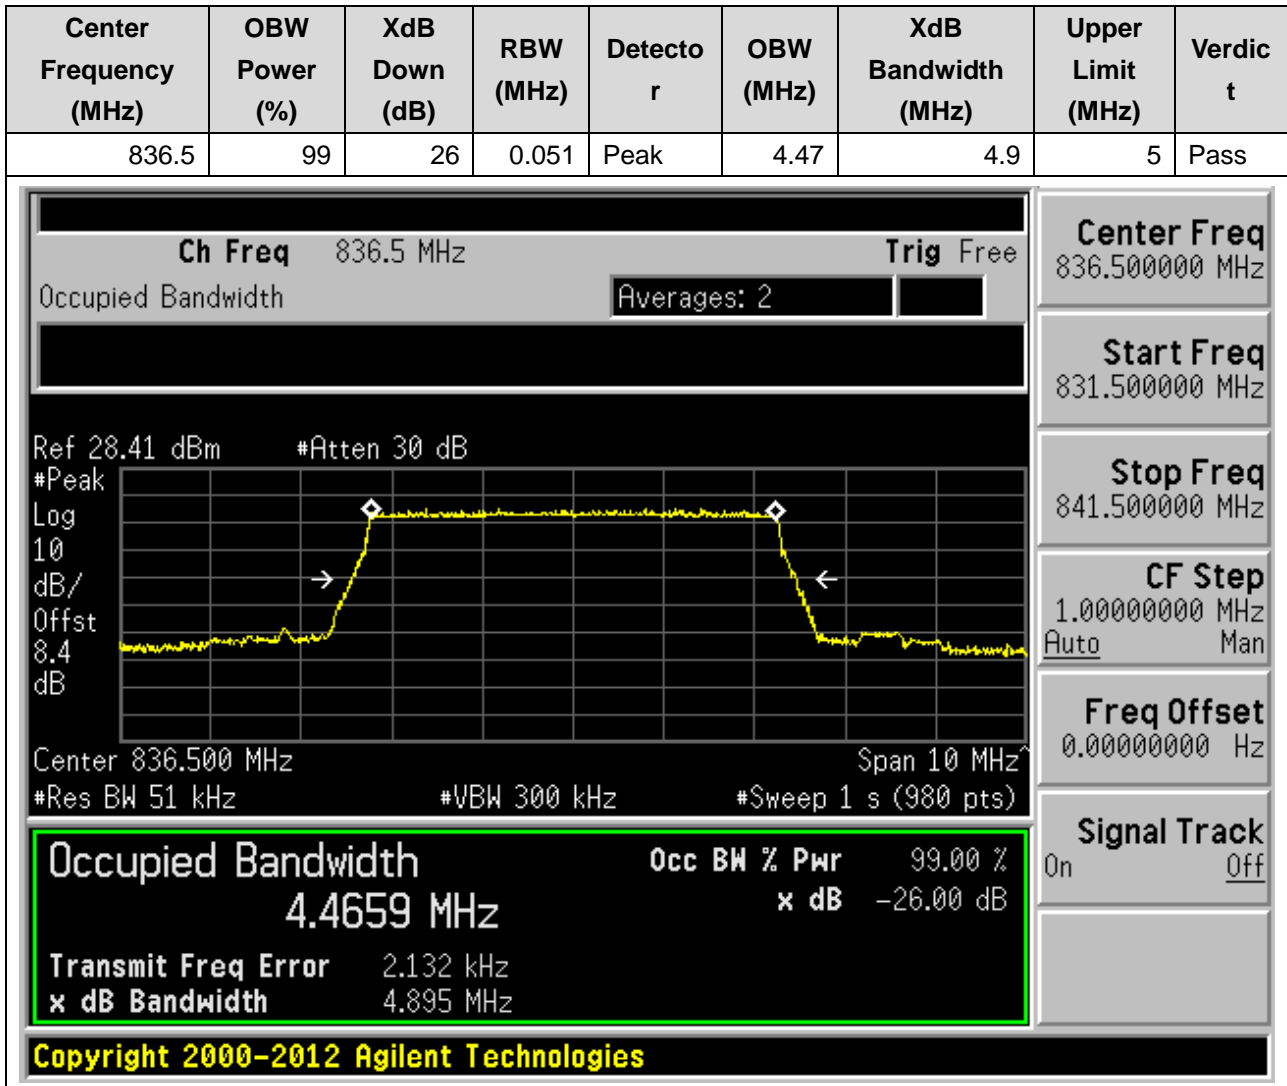 Center Frequency (MHz) OBW Power (%) XdB Down (dB) RBW (MHz) Detecto r OBW (MHz) XdB Bandwidth (MHz) Upper Limit (MHz) Verdic t
836.5 99 26 0.051 Peak 4.47 4.9 5 Pass
Ch Freq 836.5 MHz Trig Free
Occupied Bandwidth Averages: 2
Ref 28.41 dBm #Atten 30 dB
#Peak
Log
10
dB/
Offst
8.4
dB
Center 836.500 MHz Span 10 MHz^
#Res BW 51 kHz #VBW 300 kHz #Sweep 1 s (980 pts)
Occupied Bandwidth Occ BW % Pwr 99.00 %
4.4659 MHz x dB -26.00 dB
Transmit Freq Error 2.132 kHz
x dB Bandwidth 4.895 MHz
Copyright 2000-2012 Agilent Technologies
Center Freq
836.500000 MHz
Start Freq
831.500000 MHz
Stop Freq
841.500000 MHz
CF Step
1.00000000 MHz
Auto Man
Freq Offset
0.00000000 Hz
Signal Track
On Off